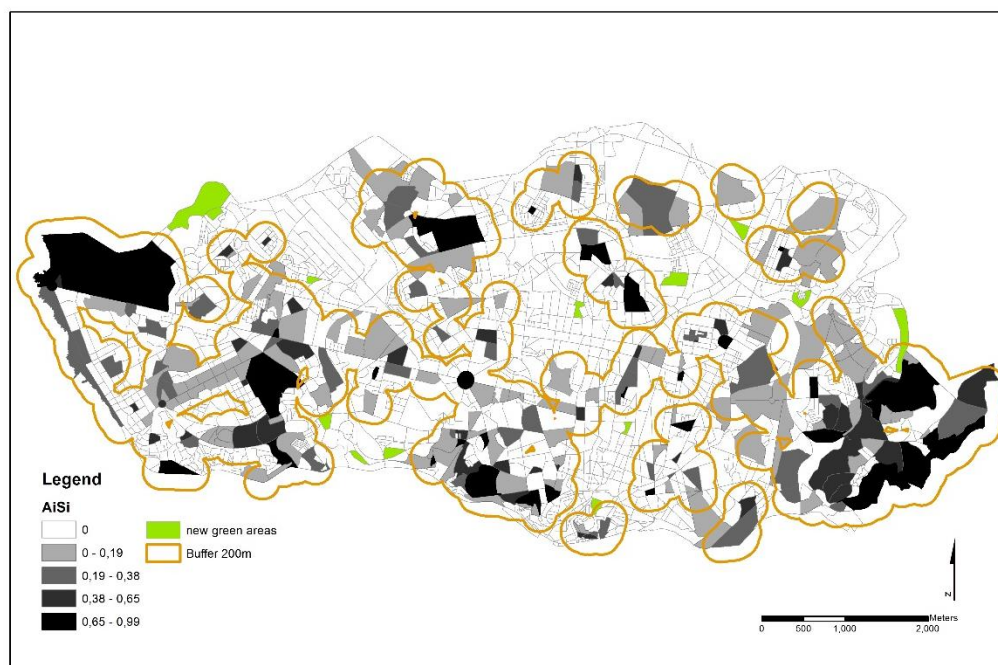 Legend
AiSi
0
0 - 0,19
0,19 - 0,38
0,38 - 0,65
0,65 - 0,99
new green areas
Buffer 200m
N
Meters
0 500 1,000 2,000